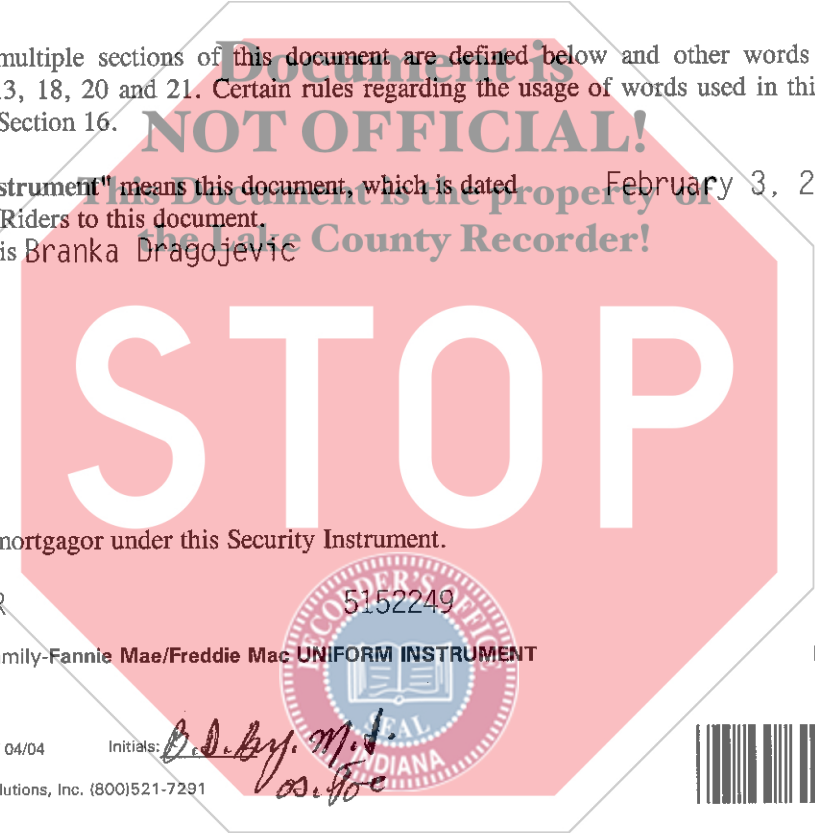 multiple sections of this document are defined below and other words
13, 18, 20 and 21. Certain rules regarding the usage of words used in thi
Section 16.
Document is
NOT OFFICIAL!
This Document is the property of
the Lake County Recorder!
strument" means this document, which is dated February 3, 2
Riders to this document.
is Branka Dragojevic
STOP
mortgagor under this Security Instrument.
R 5152249
mily-Fannie Mae/Freddie Mac UNIFORM INSTRUMENT
RECORDER'S OFFICE
SEAL
INDIANA
04/04 Initials: B.D. By. M.J.
lutions, Inc. (800)521-7291